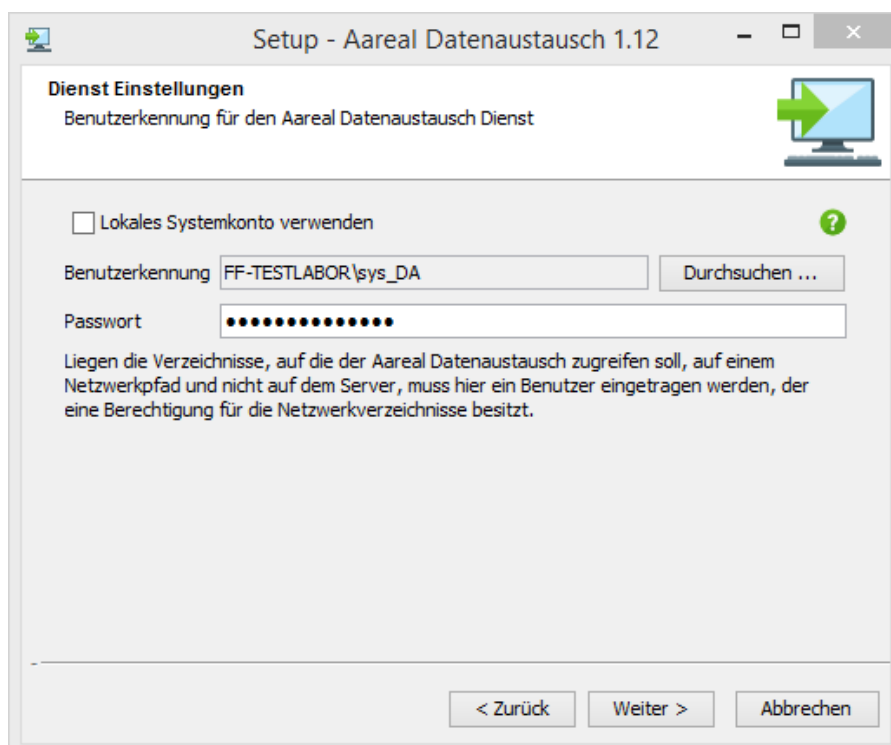 Setup - Aareal Datenaustausch 1.12
Dienst Einstellungen
Benutzerkennung für den Aareal Datenaustausch Dienst
Lokales Systemkonto verwenden
?
Benutzerkennung FF-TESTLABOR\sys_DA Durchsuchen ...
Passwort ●●●●●●●●●●●●●●
Liegen die Verzeichnisse, auf die der Aareal Datenaustausch zugreifen soll, auf einem
Netzwerkpfad und nicht auf dem Server, muss hier ein Benutzer eingetragen werden, der
eine Berechtigung für die Netzwerkverzeichnisse besitzt.
< Zurück Weiter > Abbrechen